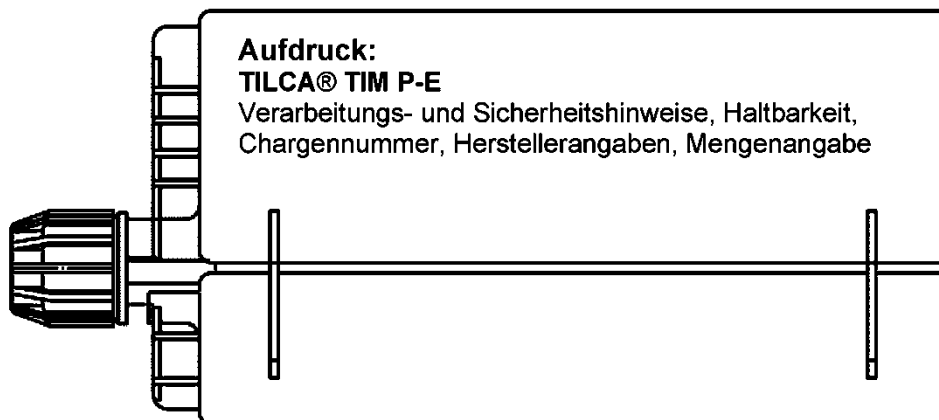 Aufdruck:
TILCA® TIM P-E
Verarbeitungs- und Sicherheitshinweise, Haltbarkeit,
Chargennummer, Herstellerangaben, Mengenangabe